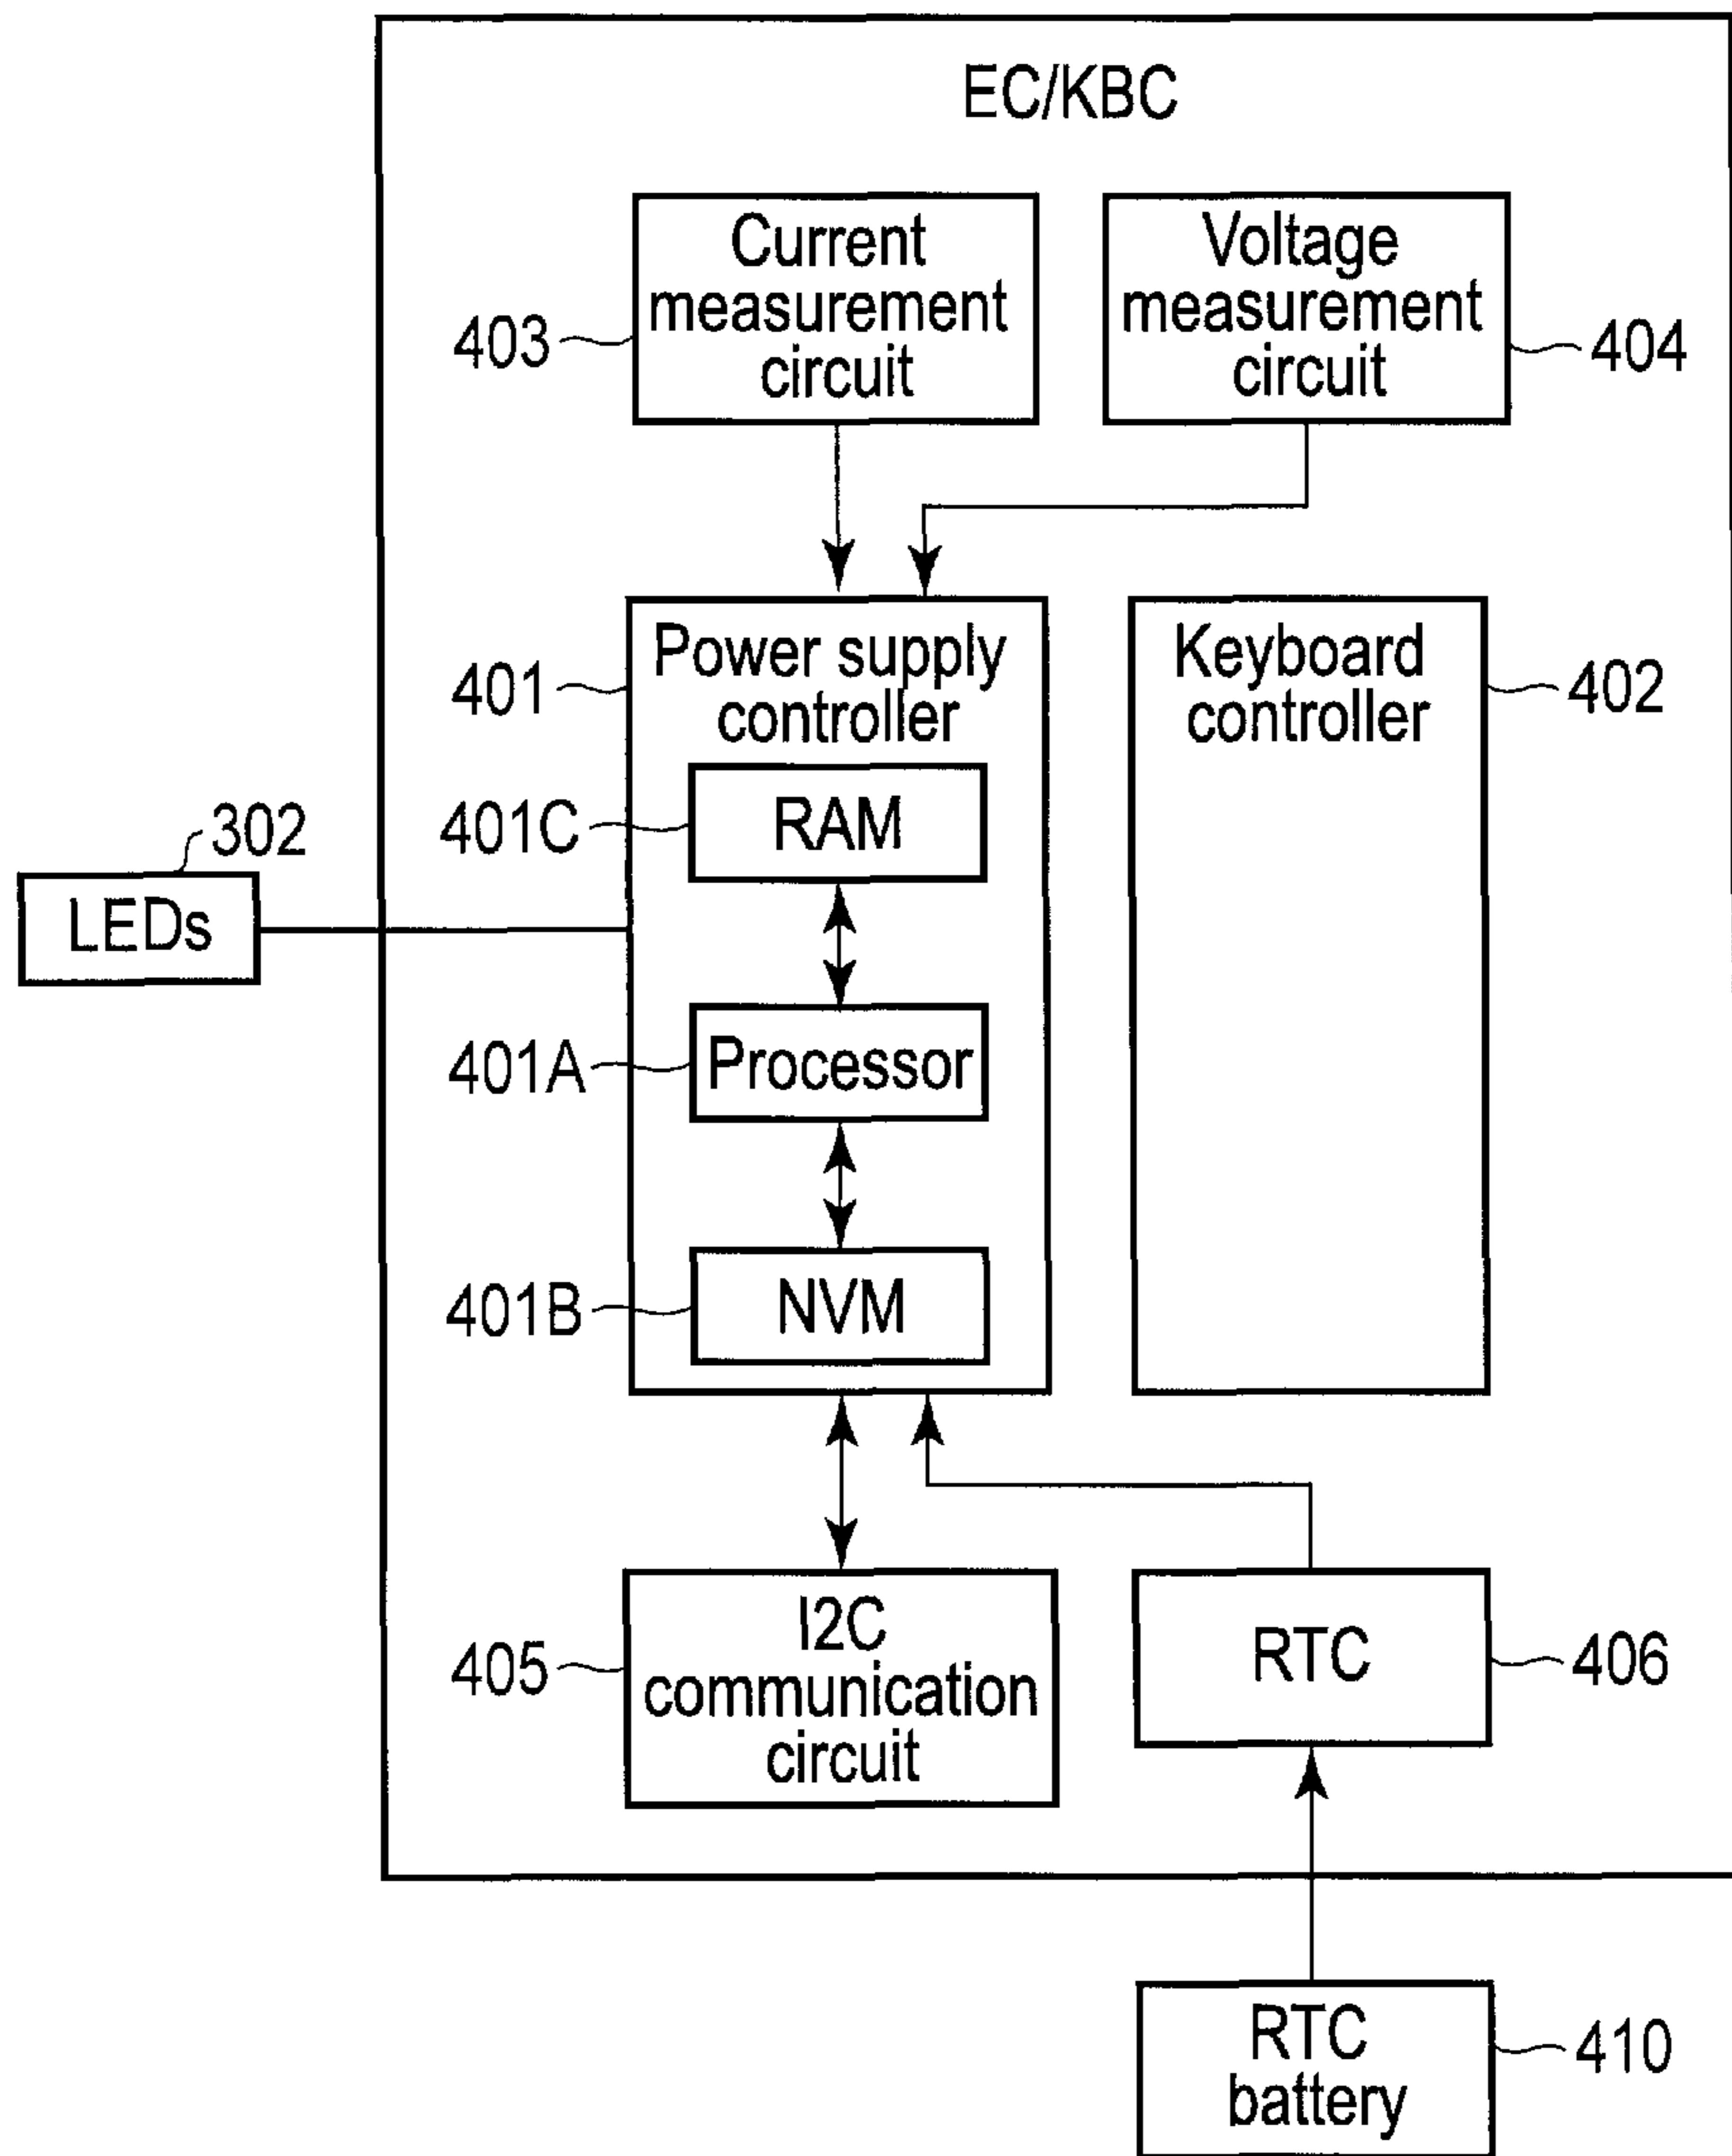 EC/KBC
Current
measurement
circuit
403
Voltage
measurement
circuit
404
Power supply
controller
401
Keyboard
controller
402
401C
RAM
302
LEDs
401A
Processor
401B
NVM
I2C
communication
circuit
405
RTC
406
RTC
battery
410